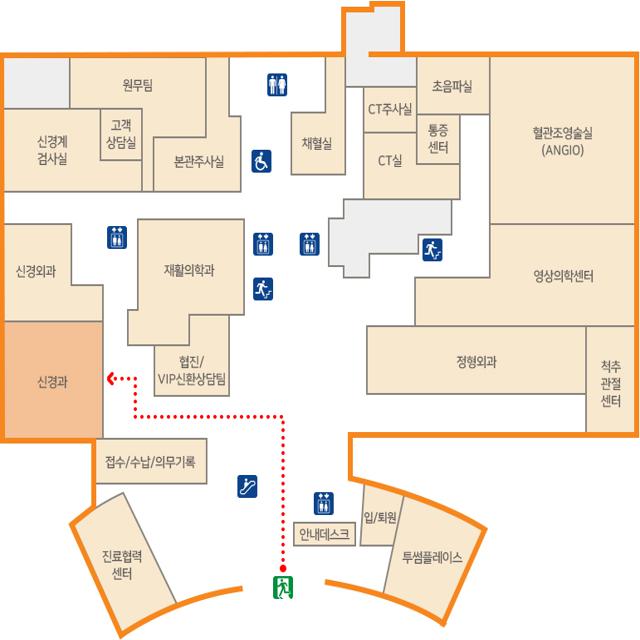 원무팀
초음파실
고객
상담실
신경계
검사실
본관주사실
채혈실
CT주사실
통증
센터
CT실
혈관조영술실
(ANGIO)
신경외과
재활의학과
영상의학센터
신경과
협진/
VIP신환상담팀
정형외과
척추
관절
센터
접수/수납/의무기록
안내데스크
입/퇴원
진료협력
센터
투썸플레이스